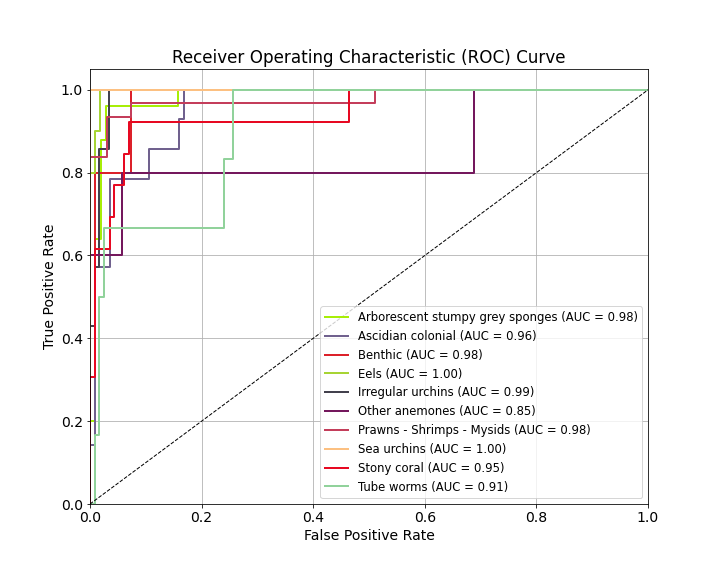 Receiver Operating Characteristic (ROC) Curve
1.0
0.8
0.6
0.4
0.2
0.0
True Positive Rate
Arborescent stumpy grey sponges (AUC = 0.98)
Ascidian colonial (AUC = 0.96)
Benthic (AUC = 0.98)
Eels (AUC = 1.00)
Irregular urchins (AUC = 0.99)
Other anemones (AUC = 0.85)
Prawns - Shrimps - Mysids (AUC = 0.98)
Sea urchins (AUC = 1.00)
Stony coral (AUC = 0.95)
Tube worms (AUC = 0.91)
0.0 0.2 0.4 0.6 0.8 1.0
False Positive Rate